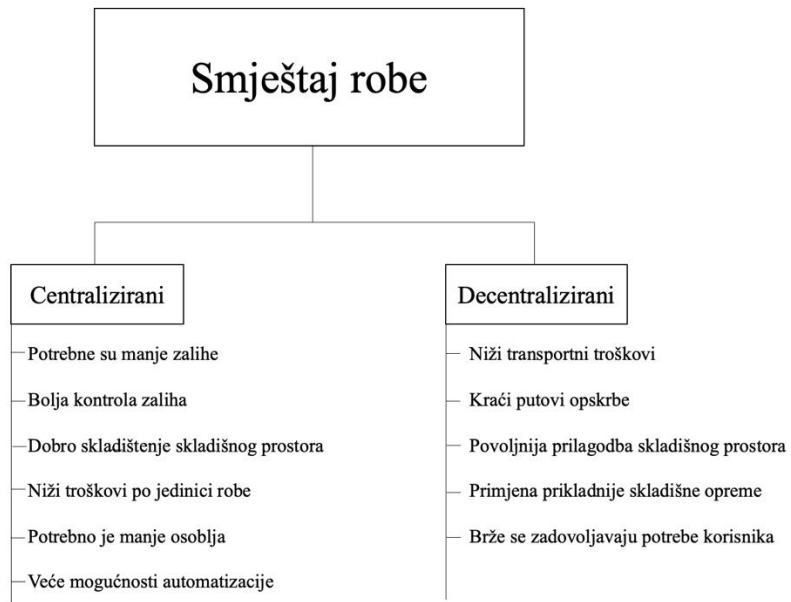 Smještaj robe
Centralizirani
Potrebne su manje zalihe
Bolja kontrola zaliha
Dobro skladištenje skladišnog prostora
Niži troškovi po jedinici robe
Potrebno je manje osoblja
Veće mogućnosti automatizacije
Decentralizirani
Niži transportni troškovi
Kraći putovi opskrbe
Povoljnija prilagodba skladišnog prostora
Primjena prikladnije skladišne opreme
Brže se zadovoljavaju potrebe korisnika